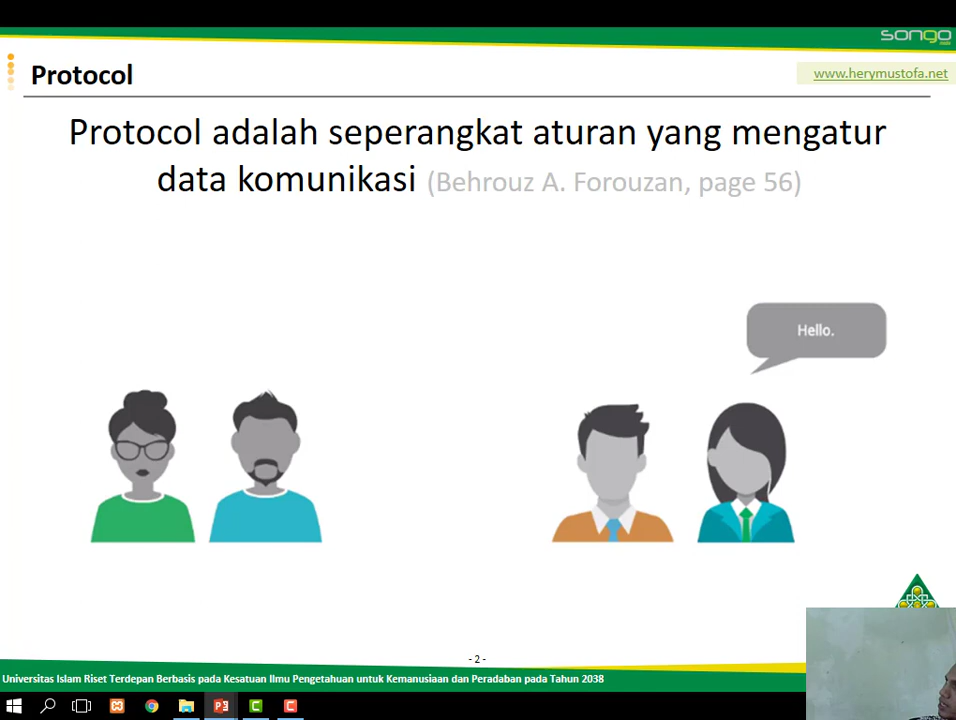 songo
Protocol
www.herymustofa.net
Protocol adalah seperangkat aturan yang mengatur
data komunikasi (Behrouz A. Forouzan, page 56)
Hello.
- 2 -
Universitas Islam Riset Terdepan Berbasis pada Kesatuan Ilmu Pengetahuan untuk Kemanusiaan dan Peradaban pada Tahun 2038